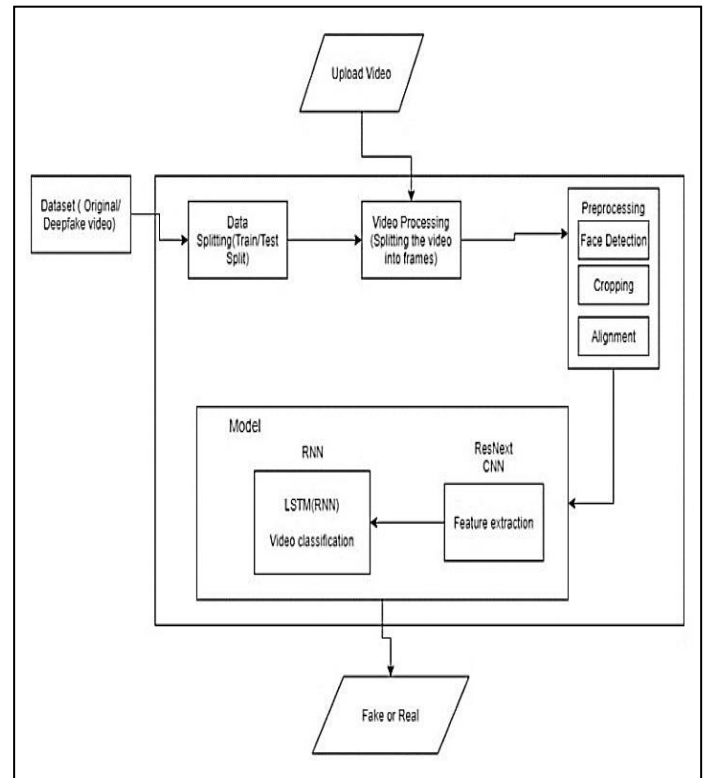 Upload Video
Dataset ( Original/
Deepfake video)
Data
Splitting(Train/Test
Split)
Video Processing
(Splitting the video
into frames)
Preprocessing
Face Detection
Cropping
Alignment
Model
RNN
LSTM(RNN)
Video classification
ResNext
CNN
Feature extraction
Fake or Real